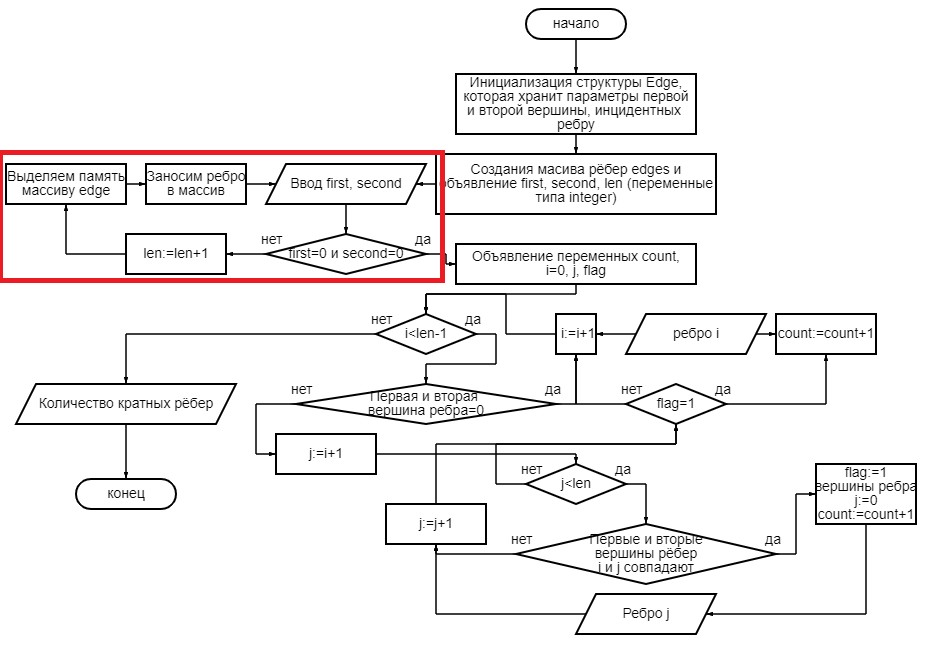 начало
Инициализация структуры Edge,
которая хранит параметры первой
и второй вершины, инцидентных
ребру
Создания масива рёбер edges и
объявление first, second, len (переменные
типа integer)
Выделяем память
массиву edge
Заносим ребро
в массив
Ввод first, second
нет
first=0 и second=0
да
len:=len+1
Объявление переменных count,
i=0, j, flag
нет
i<len-1
да
i:=i+1
ребро i
count:=count+1
Количество кратных рёбер
нет
Первая и вторая
вершина ребра=0
да
нет
flag=1
да
конец
j:=i+1
нет
j<len
да
flag:=1
вершины ребра
j:=0
count:=count+1
j:=j+1
нет
Первые и вторые
вершины рёбер
i и j совпадают
да
Ребро j